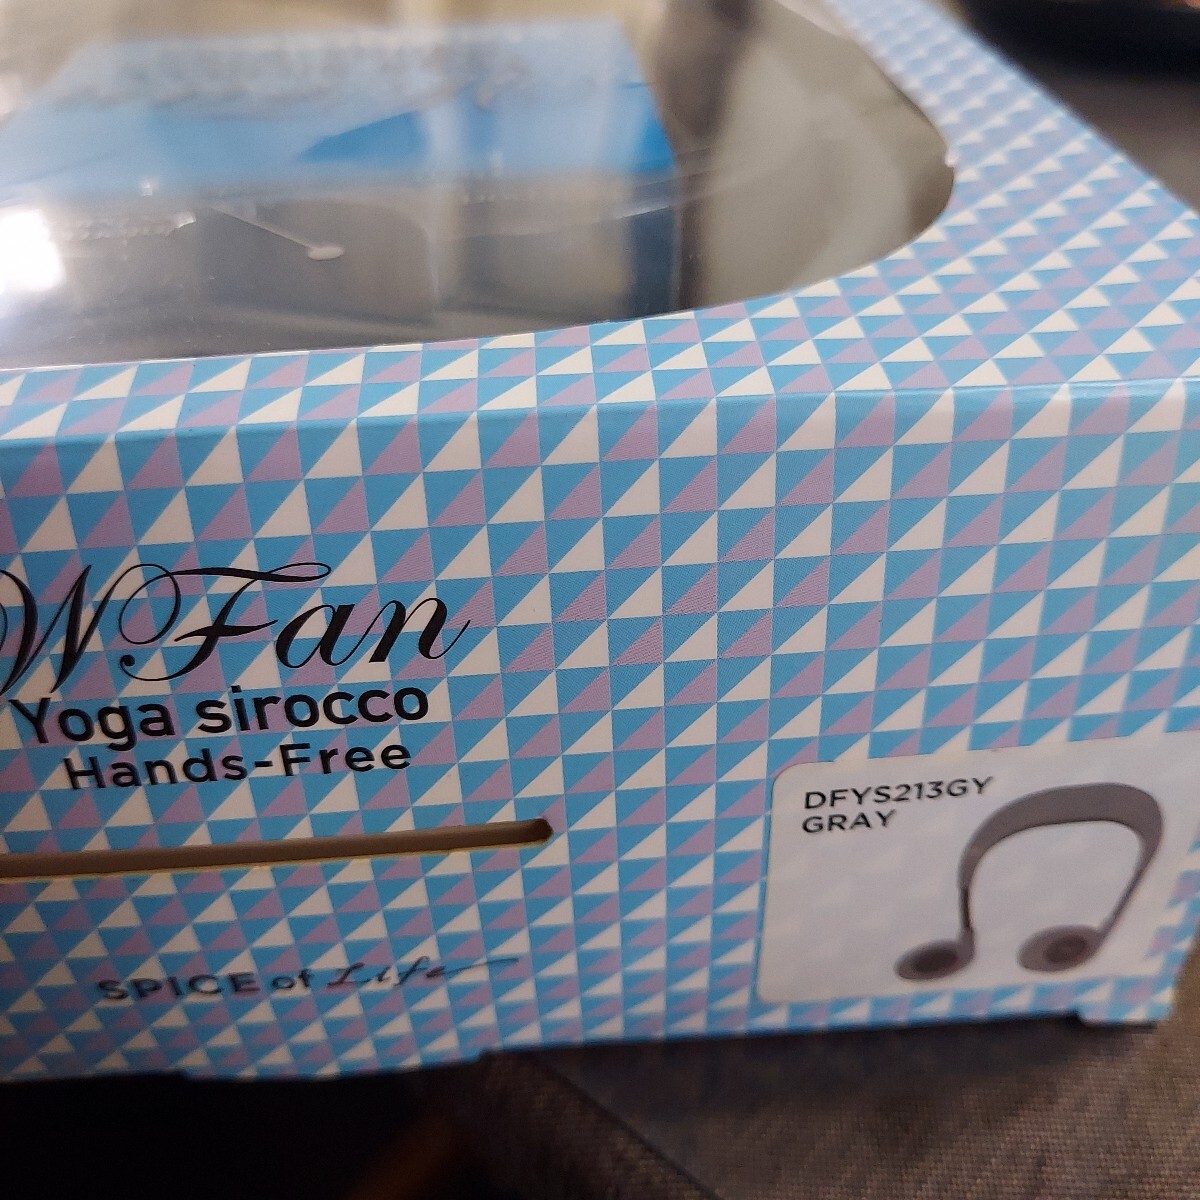 WFan
Yoga sirocco
Hands-Free
DFYS213GY
GRAY
SPICE of Life